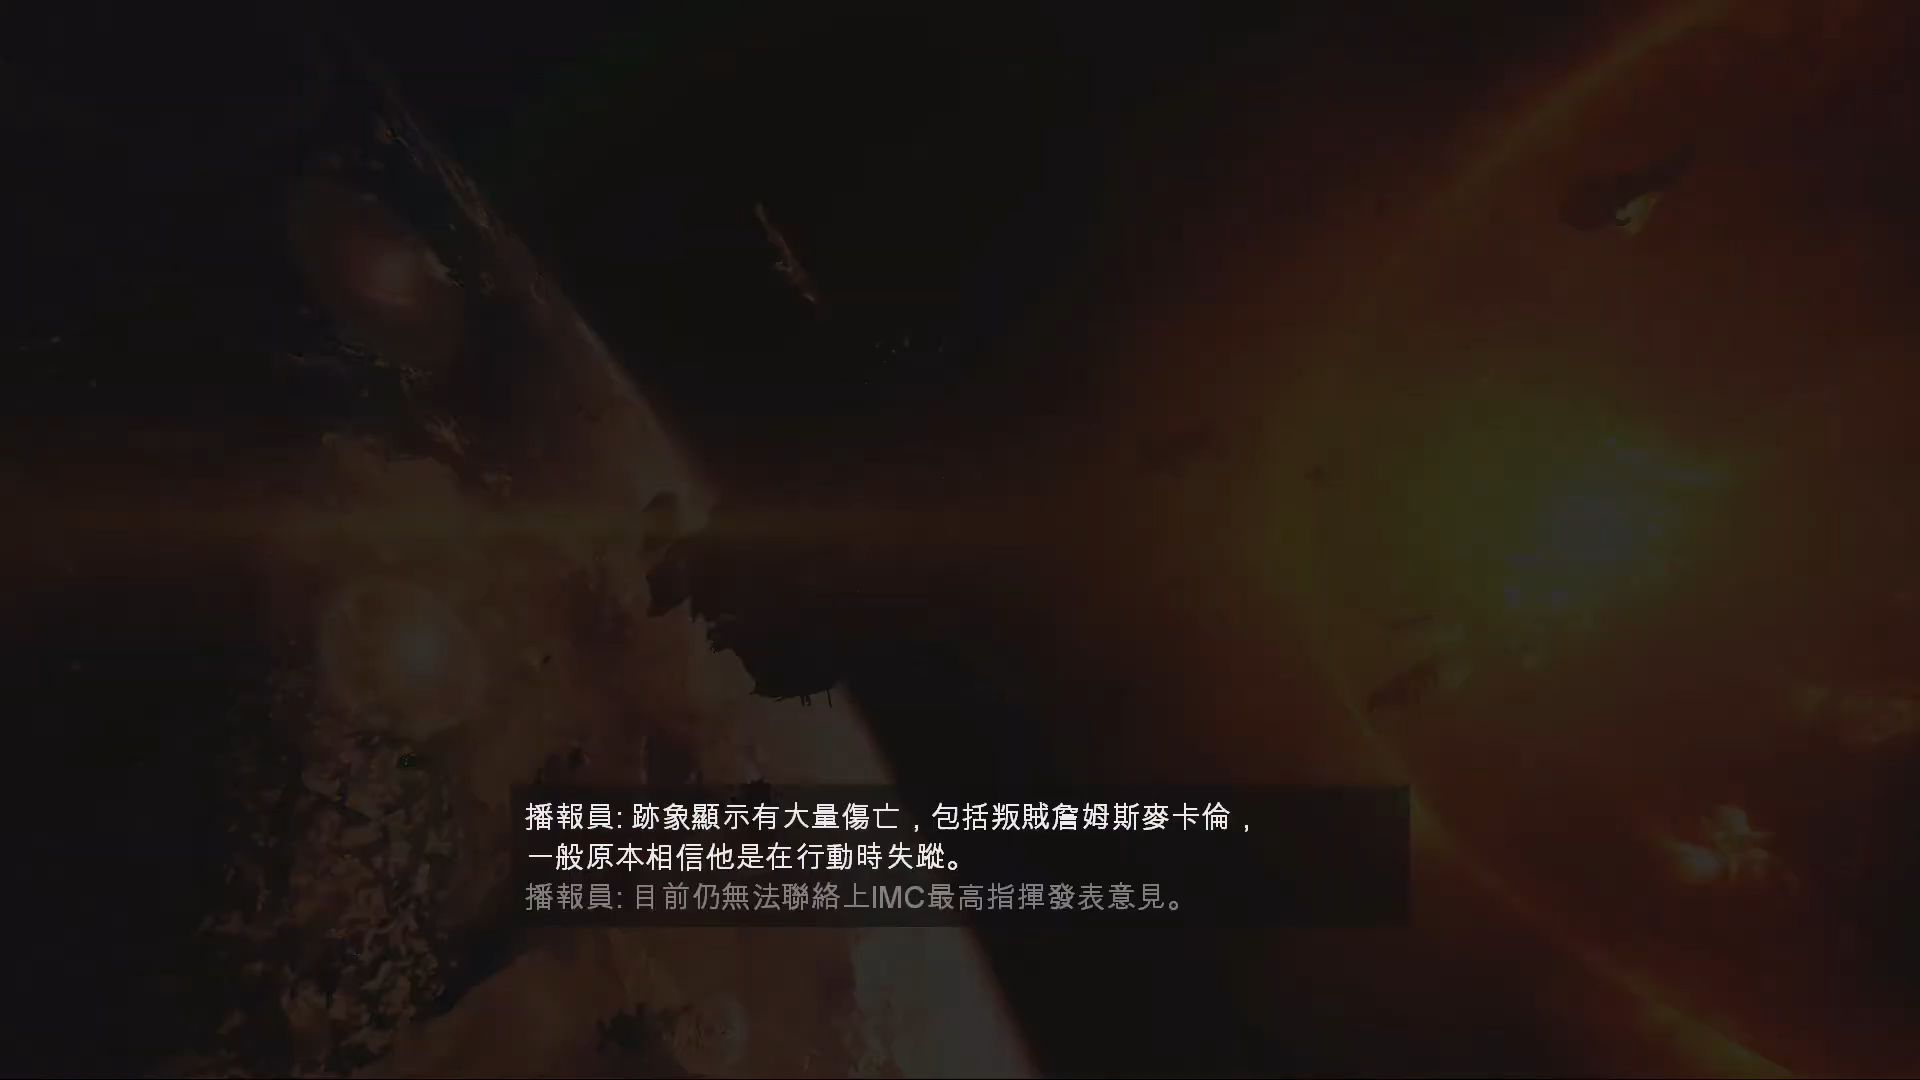 播報員: 跡象顯示有大量傷亡，包括叛賊詹姆斯麥卡倫，
一般原本相信他是在行動時失蹤。
播報員: 目前仍無法聯絡上IMC最高指揮發表意見。